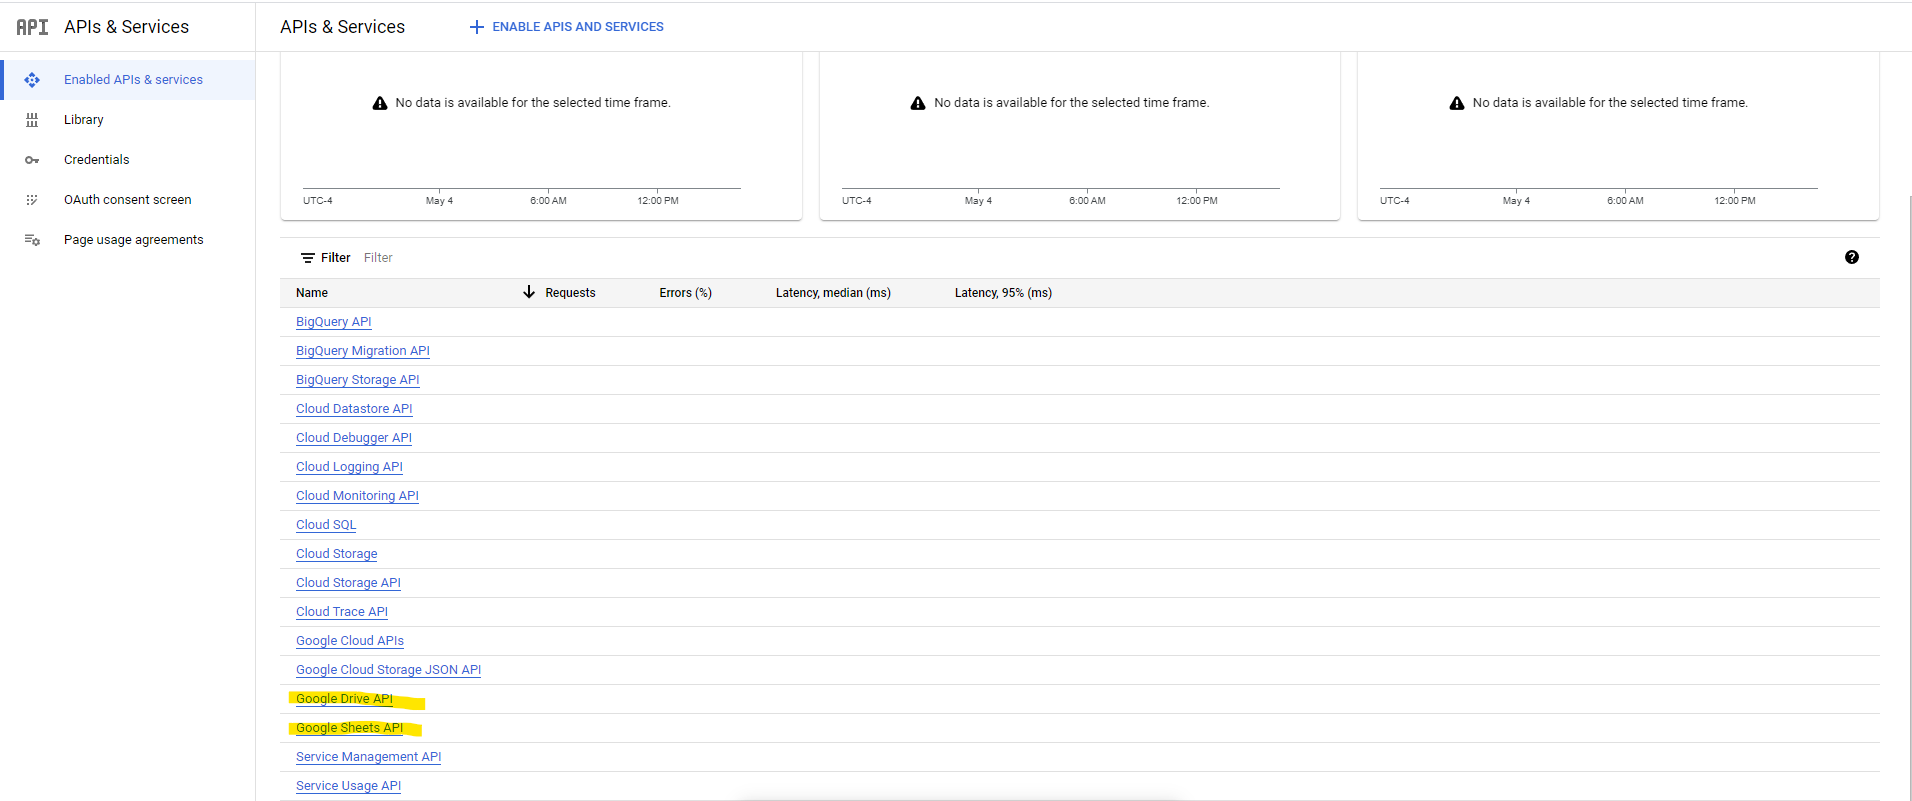 API APIs & Services
APIs & Services
ENABLE APIS AND SERVICES
Enabled APIs & services
Library
Credentials
OAuth consent screen
Page usage agreements
No data is available for the selected time frame.
UTC-4 May 4 6:00 AM 12:00 PM
No data is available for the selected time frame.
UTC-4 May 4 6:00 AM 12:00 PM
No data is available for the selected time frame.
UTC-4 May 4 6:00 AM 12:00 PM
Filter Filter
Name Requests Errors (%) Latency, median (ms) Latency, 95% (ms)
BigQuery API
BigQuery Migration API
BigQuery Storage API
Cloud Datastore API
Cloud Debugger API
Cloud Logging API
Cloud Monitoring API
Cloud SQL
Cloud Storage
Cloud Storage API
Cloud Trace API
Google Cloud APIs
Google Cloud Storage JSON API
Google Drive API
Google Sheets API
Service Management API
Service Usage API